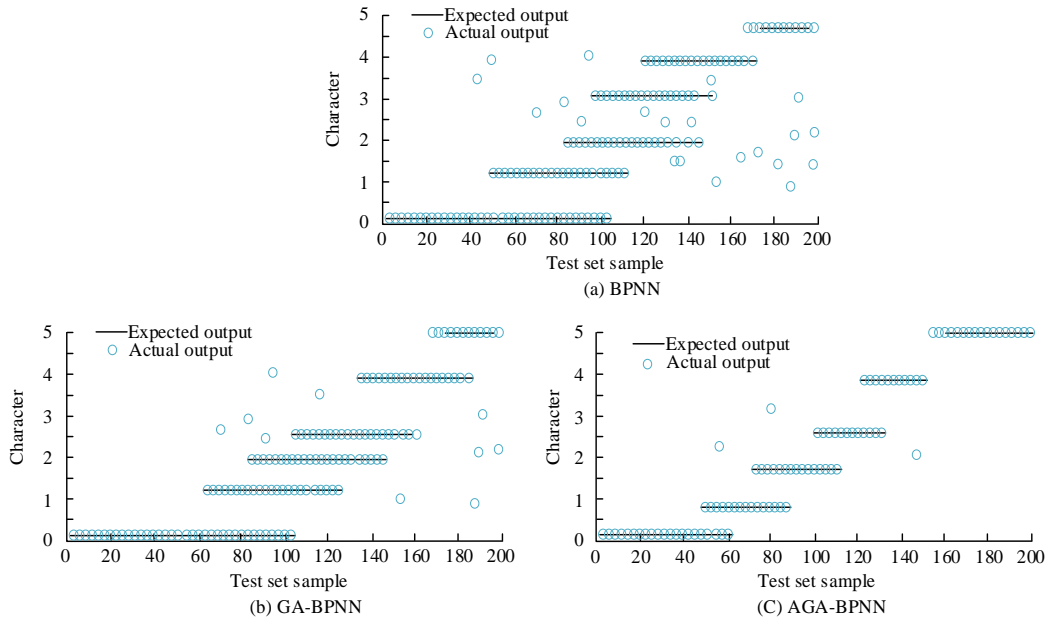 Expected output
Actual output
Character
5
4
3
2
1
0
0 20 40 60 80 100 120 140 160 180 200
Test set sample
(a) BPNN
Expected output
Actual output
Character
5
4
3
2
1
0
0 20 40 60 80 100 120 140 160 180 200
Test set sample
(b) GA-BPNN
Expected output
Actual output
Character
5
4
3
2
1
0
0 20 40 60 80 100 120 140 160 180 200
Test set sample
(C) AGA-BPNN